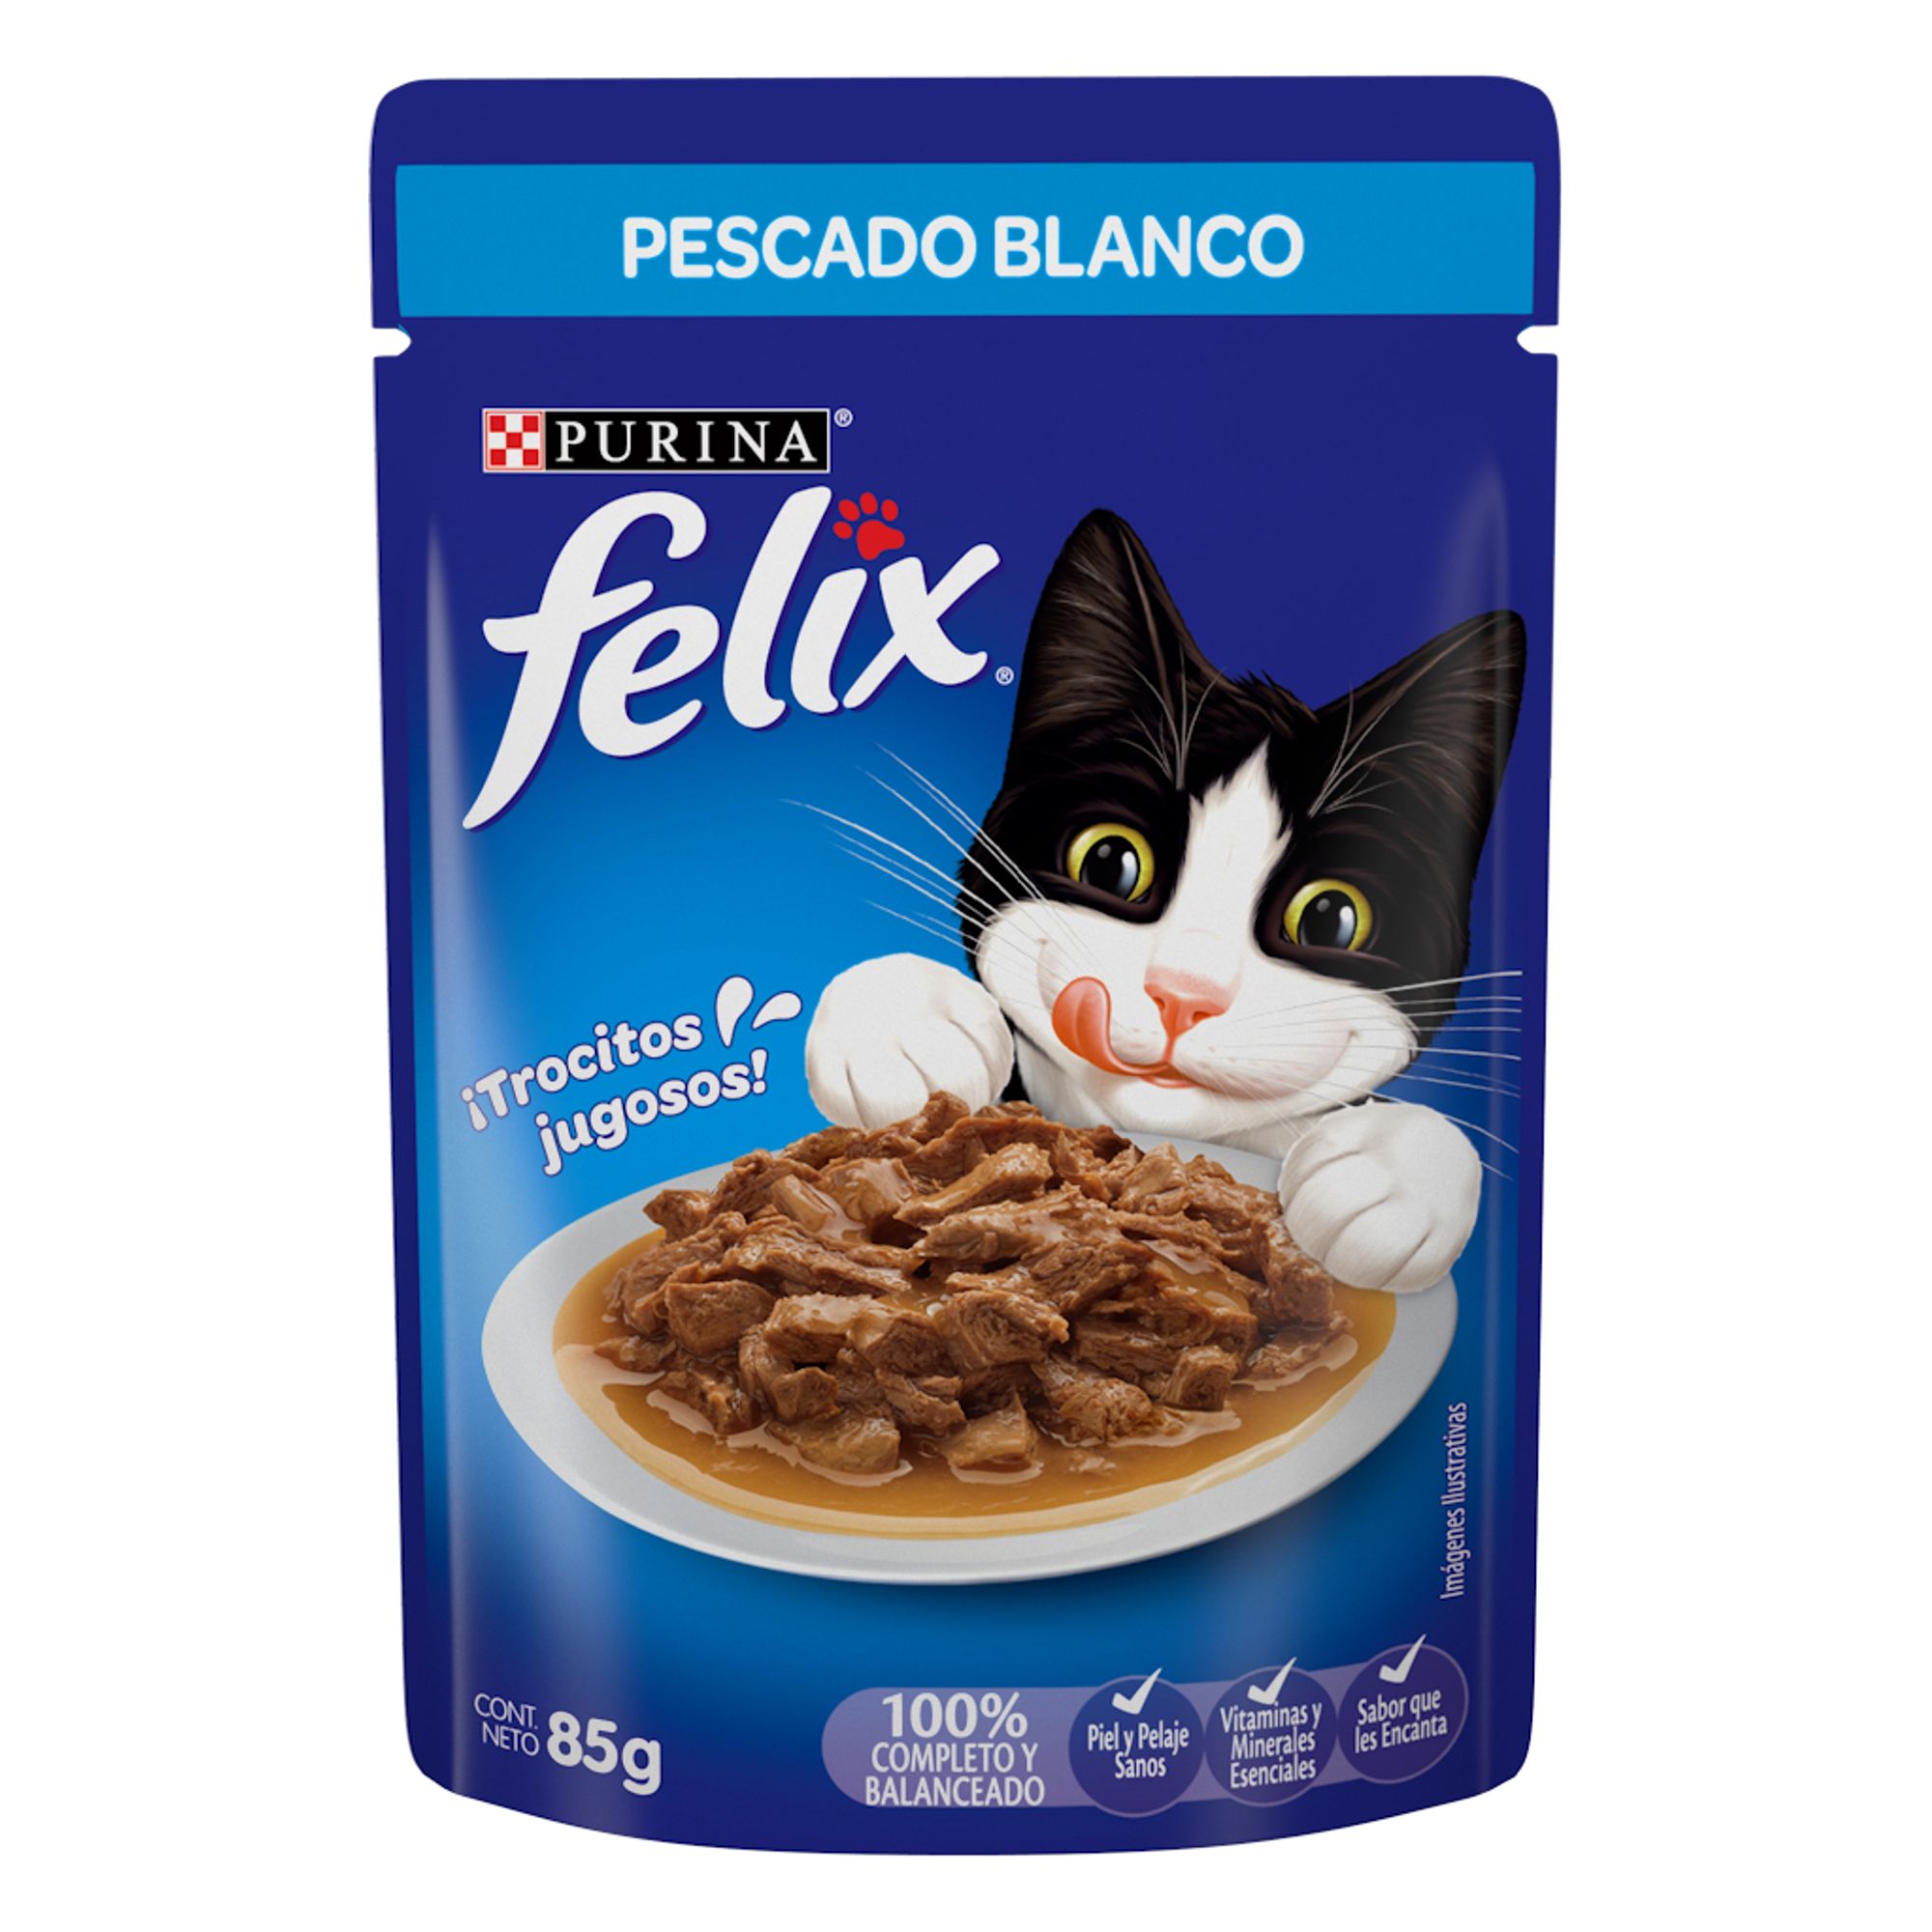 PESCADO BLANCO
PURINA®
felix®
¡Trocitos
jugosos!
Imágenes Ilustrativas
CONT.
NETO 85g
100%
COMPLETO Y
BALANCEADO
Piel y Pelaje
Sanos
Vitaminas y
Minerales
Esenciales
Sabor que
les Encanta